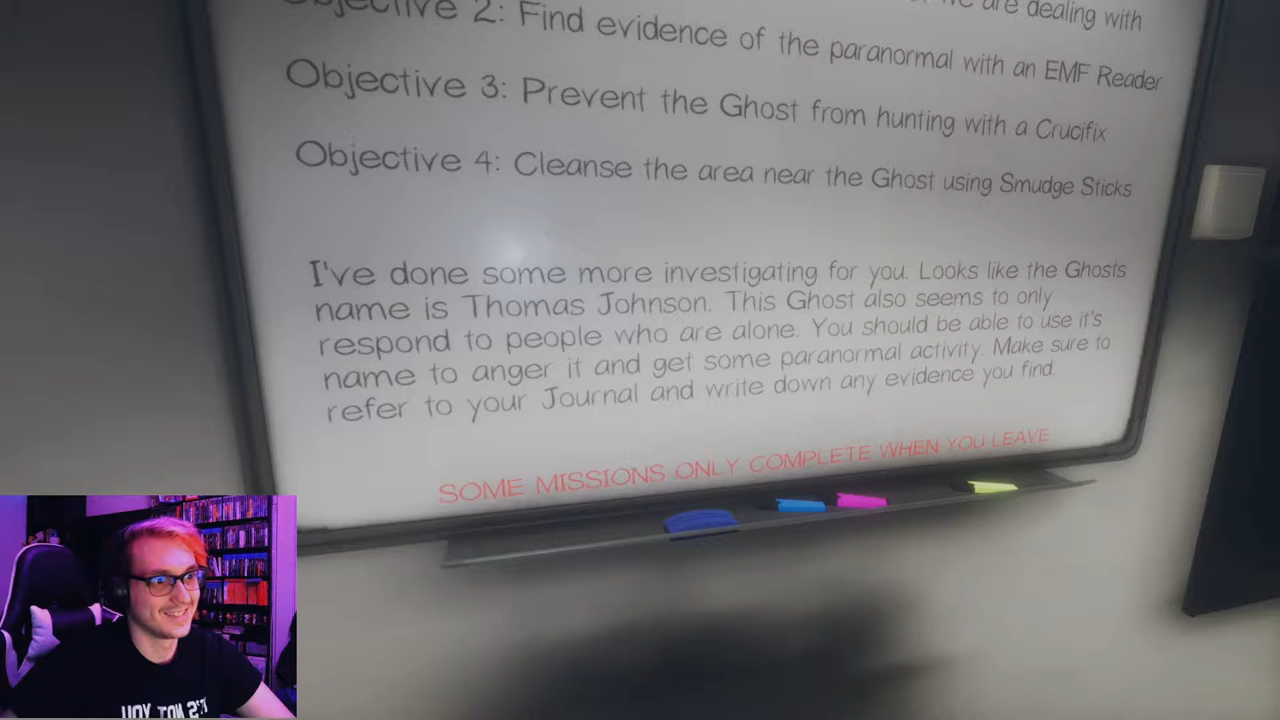 Objective 2: Find evidence of the paranormal with an EMF Reader
Objective 3: Prevent the Ghost from hunting with a Crucifix
Objective 4: Cleanse the area near the Ghost using Smudge Sticks
I've done some more investigating for you. Looks like the Ghosts
name is Thomas Johnson. This Ghost also seems to only
respond to people who are alone. You should be able to use it's
name to anger it and get some paranormal activity. Make sure to
refer to your Journal and write down any evidence you find.
SOME MISSIONS ONLY COMPLETE WHEN YOU LEAVE
are dealing with